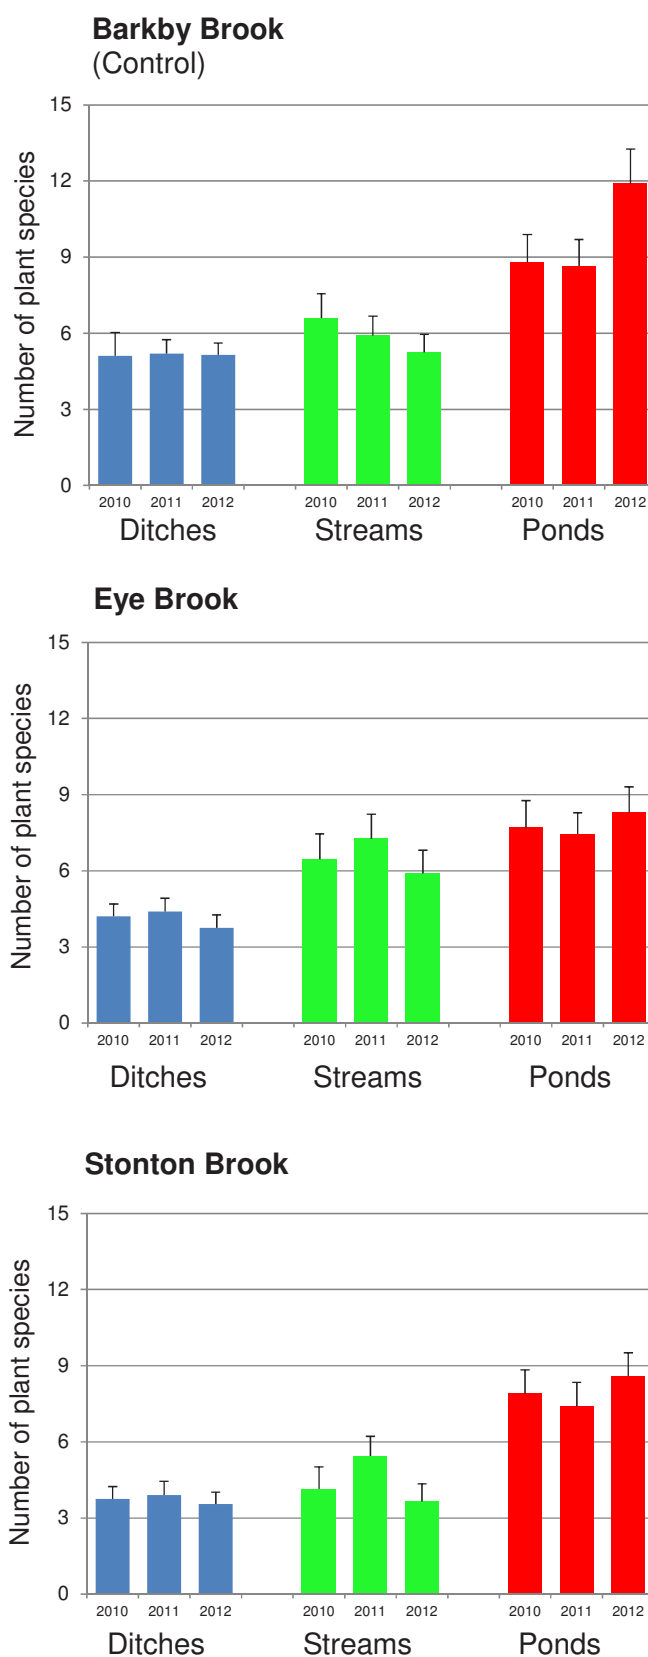 Barkby Brook
(Control)
Number of plant species
15
12
9
6
3
0
2010 2011 2012 2010 2011 2012 2010 2011 2012
Ditches Streams Ponds
Eye Brook
Number of plant species
15
12
9
6
3
0
2010 2011 2012 2010 2011 2012 2010 2011 2012
Ditches Streams Ponds
Stonton Brook
Number of plant species
15
12
9
6
3
0
2010 2011 2012 2010 2011 2012 2010 2011 2012
Ditches Streams Ponds